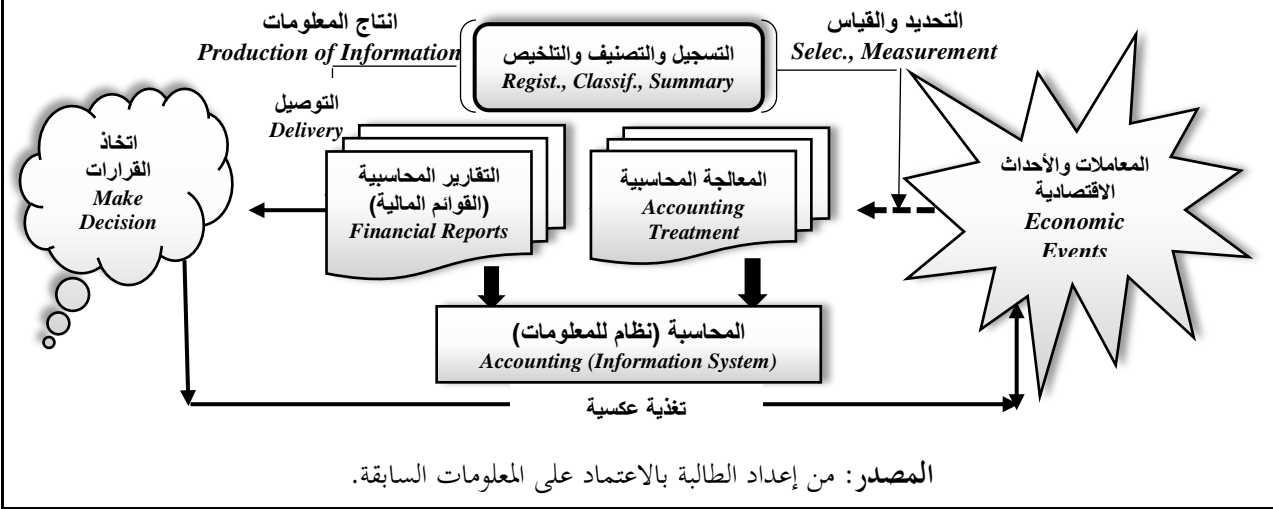 التحديد والقياس
Selec., Measurement
التسجيل والتصنيف والتلخيص
Regist., Classif., Summary
انتاج المعلومات
Production of Information
التوصيل
Delivery
المعاملات والأحداث
الاقتصادية
Economic
Events
المعالجة المحاسبية
Accounting
Treatment
التقارير المحاسبية
(القوائم المالية)
Financial Reports
اتخاذ
القرارات
Make
Decision
المحاسبة (نظام للمعلومات)
Accounting (Information System)
تغذية عكسية
المصدر: من إعداد الطالبة بالاعتماد على المعلومات السابقة.